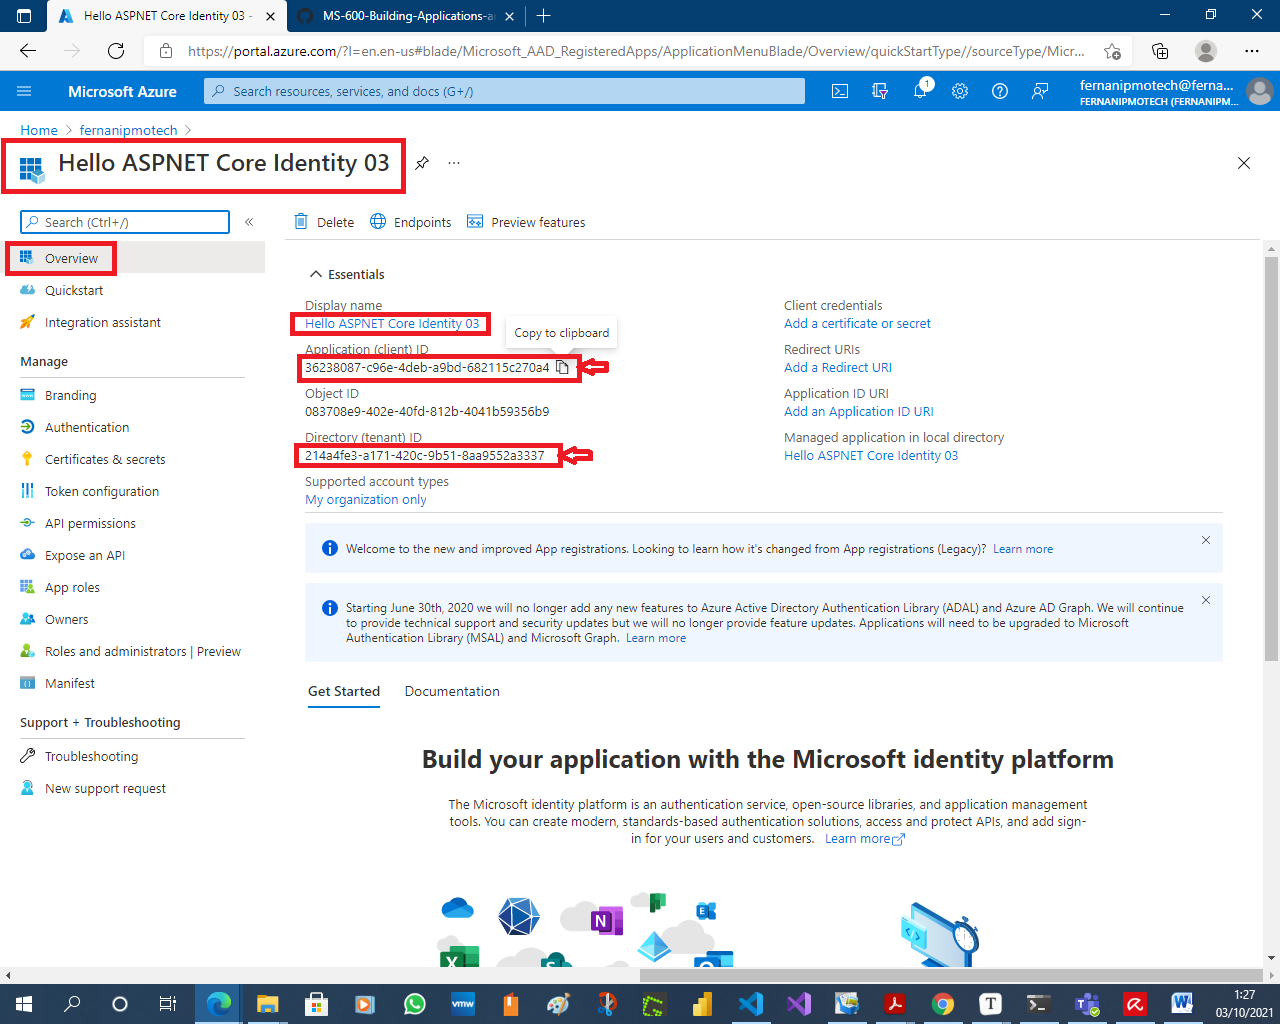 Hello ASPNET Core Identity 03 -
MS-600-Building-Applications-a
https://portal.azure.com/?l=en.en-us#blade/Microsoft_AAD_RegisteredApps/ApplicationMenuBlade/Overview/quickStartType//sourceType/Micr...
Microsoft Azure
Search resources, services, and docs (G+/)
1
fernanipmotech@ferna...
FERNANIPMOTECH (FERNANIPM...
Home > fernanipmotech >
Hello ASPNET Core Identity 03
...
Search (Ctrl+/)
«
Delete
Endpoints
Preview features
Overview
Quickstart
Integration assistant
Manage
Branding
Authentication
Certificates & secrets
Token configuration
API permissions
Expose an API
App roles
Owners
Roles and administrators | Preview
Manifest
Support + Troubleshooting
Troubleshooting
New support request
Essentials
Display name
Hello ASPNET Core Identity 03
Copy to clipboard
Application (client) ID
36238087-c96e-4deb-a9bd-682115c270a4
Object ID
083708e9-402e-40fd-812b-4041b59356b9
Directory (tenant) ID
214a4fe3-a171-420c-9b51-8aa9552a3337
Supported account types
My organization only
Client credentials
Add a certificate or secret
Redirect URIs
Add a Redirect URI
Application ID URI
Add an Application ID URI
Managed application in local directory
Hello ASPNET Core Identity 03
Welcome to the new and improved App registrations. Looking to learn how it's changed from App registrations (Legacy)? Learn more
Starting June 30th, 2020 we will no longer add any new features to Azure Active Directory Authentication Library (ADAL) and Azure AD Graph. We will continue
to provide technical support and security updates but we will no longer provide feature updates. Applications will need to be upgraded to Microsoft
Authentication Library (MSAL) and Microsoft Graph. Learn more
Get Started
Documentation
Build your application with the Microsoft identity platform
The Microsoft identity platform is an authentication service, open-source libraries, and application management
tools. You can create modern, standards-based authentication solutions, access and protect APIs, and add sign-
in for your users and customers. Learn more
1:27
03/10/2021